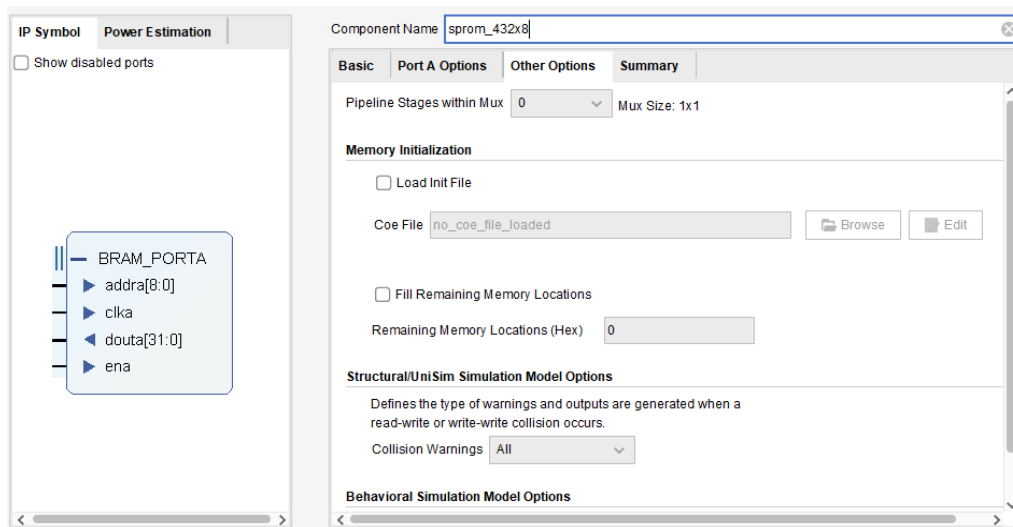 IP Symbol Power Estimation
Show disabled ports
BRAM_PORTA
addra[8:0]
clka
douta[31:0]
ena
Component Name sprom_432x8
Basic Port A Options Other Options Summary
Pipeline Stages within Mux 0 Mux Size: 1x1
Memory Initialization
Load Init File
Coe File no_coe_file_loaded Browse Edit
Fill Remaining Memory Locations
Remaining Memory Locations (Hex) 0
Structural/UniSim Simulation Model Options
Defines the type of warnings and outputs are generated when a
read-write or write-write collision occurs.
Collision Warnings All
Behavioral Simulation Model Options